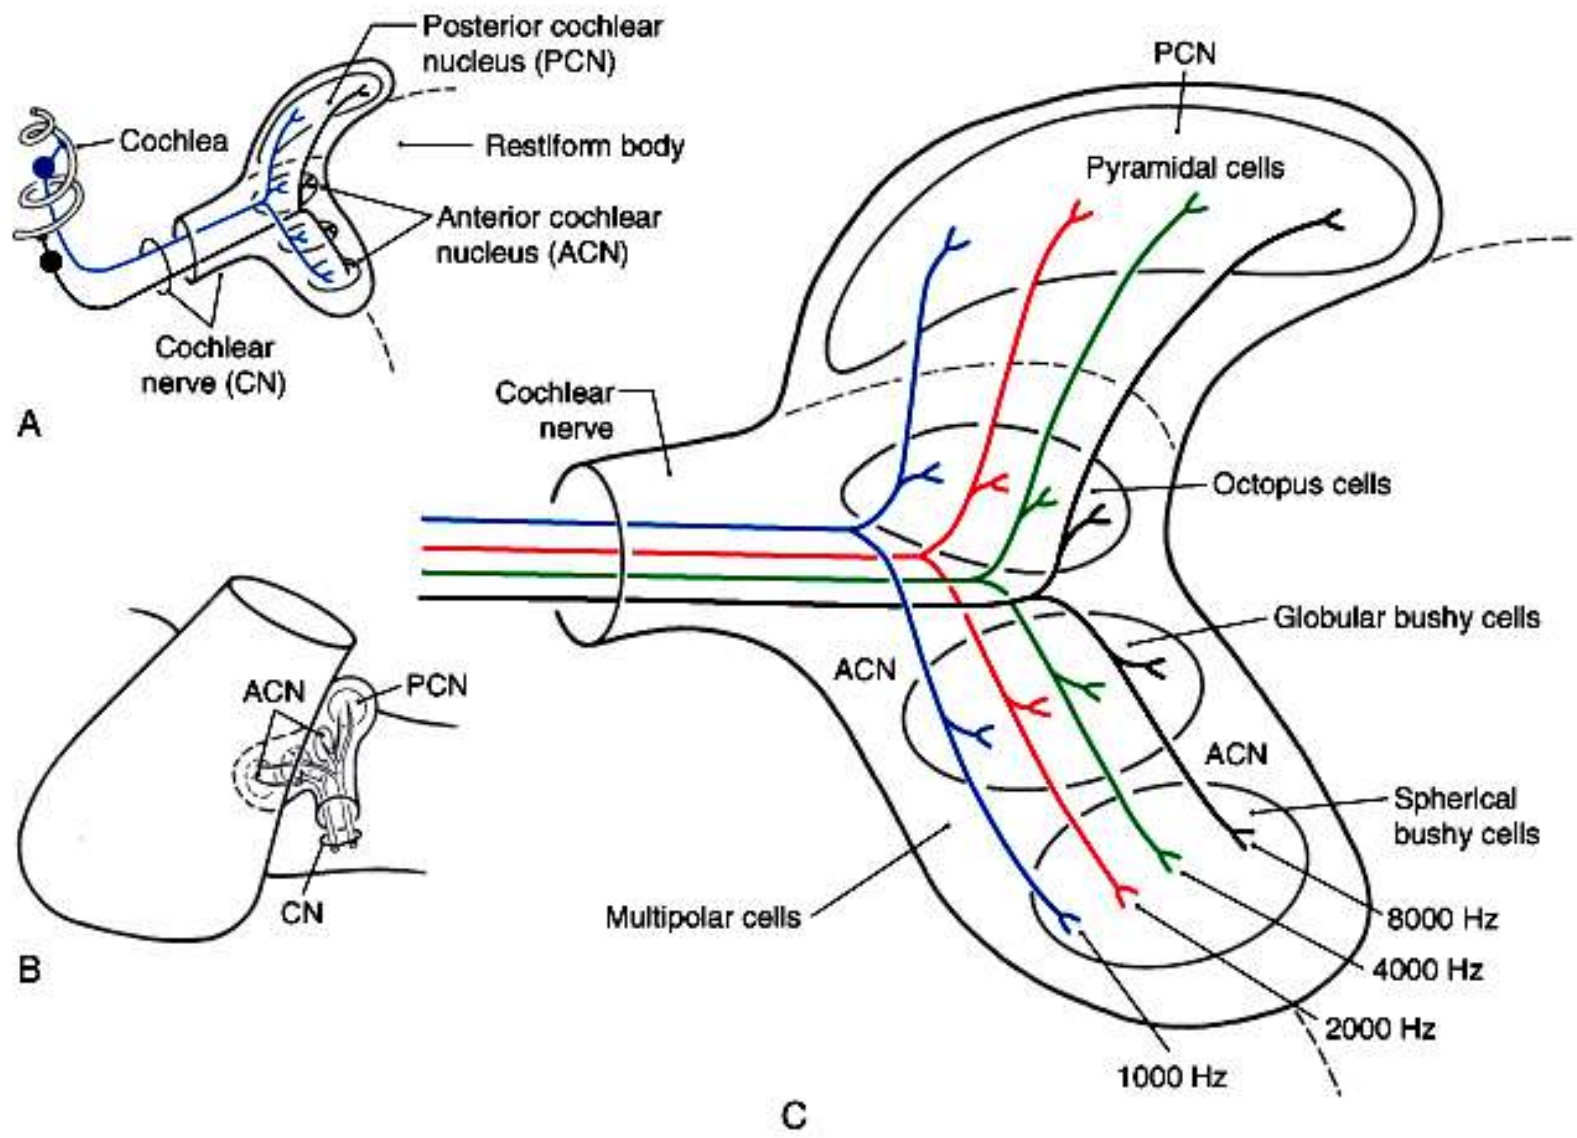 A
Posterior cochlear
nucleus (PCN)
Cochlea
Restiform body
Anterior cochlear
nucleus (ACN)
Cochlear
nerve (CN)
B
ACN
PCN
CN
C
PCN
Pyramidal cells
Cochlear
nerve
Octopus cells
Globular bushy cells
ACN
ACN
Spherical
bushy cells
Multipolar cells
8000 Hz
4000 Hz
2000 Hz
1000 Hz